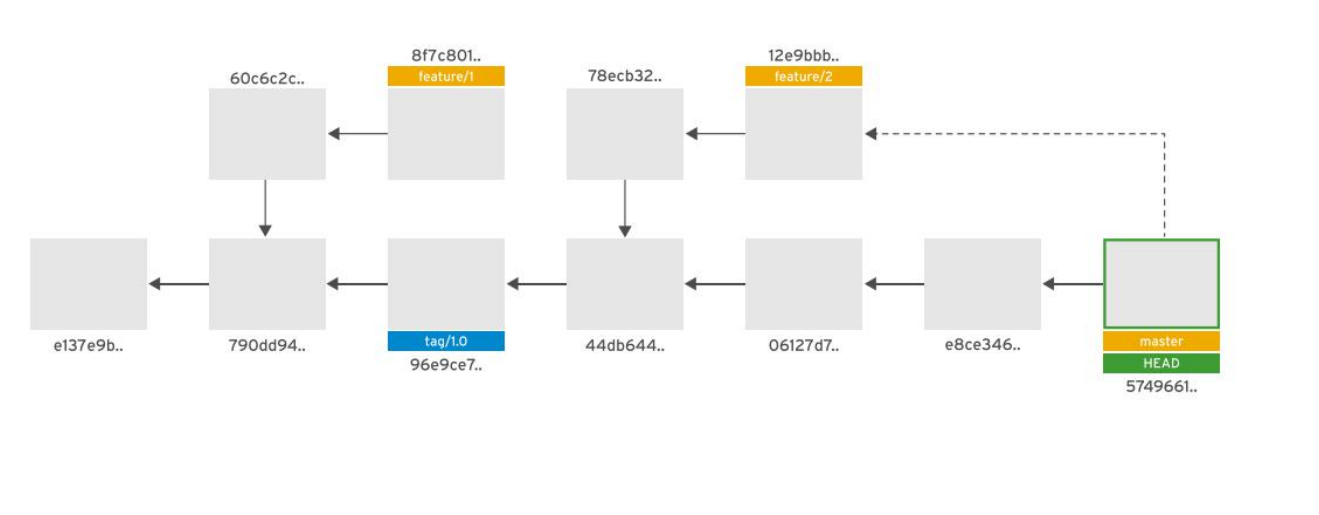 8f7c801..
feature/1
12e9bbb..
feature/2
60c6c2c..
78ecb32..
e137e9b..
790dd94..
tag/1.0
96e9ce7..
44db644..
06127d7..
e8ce346..
master
HEAD
5749661..